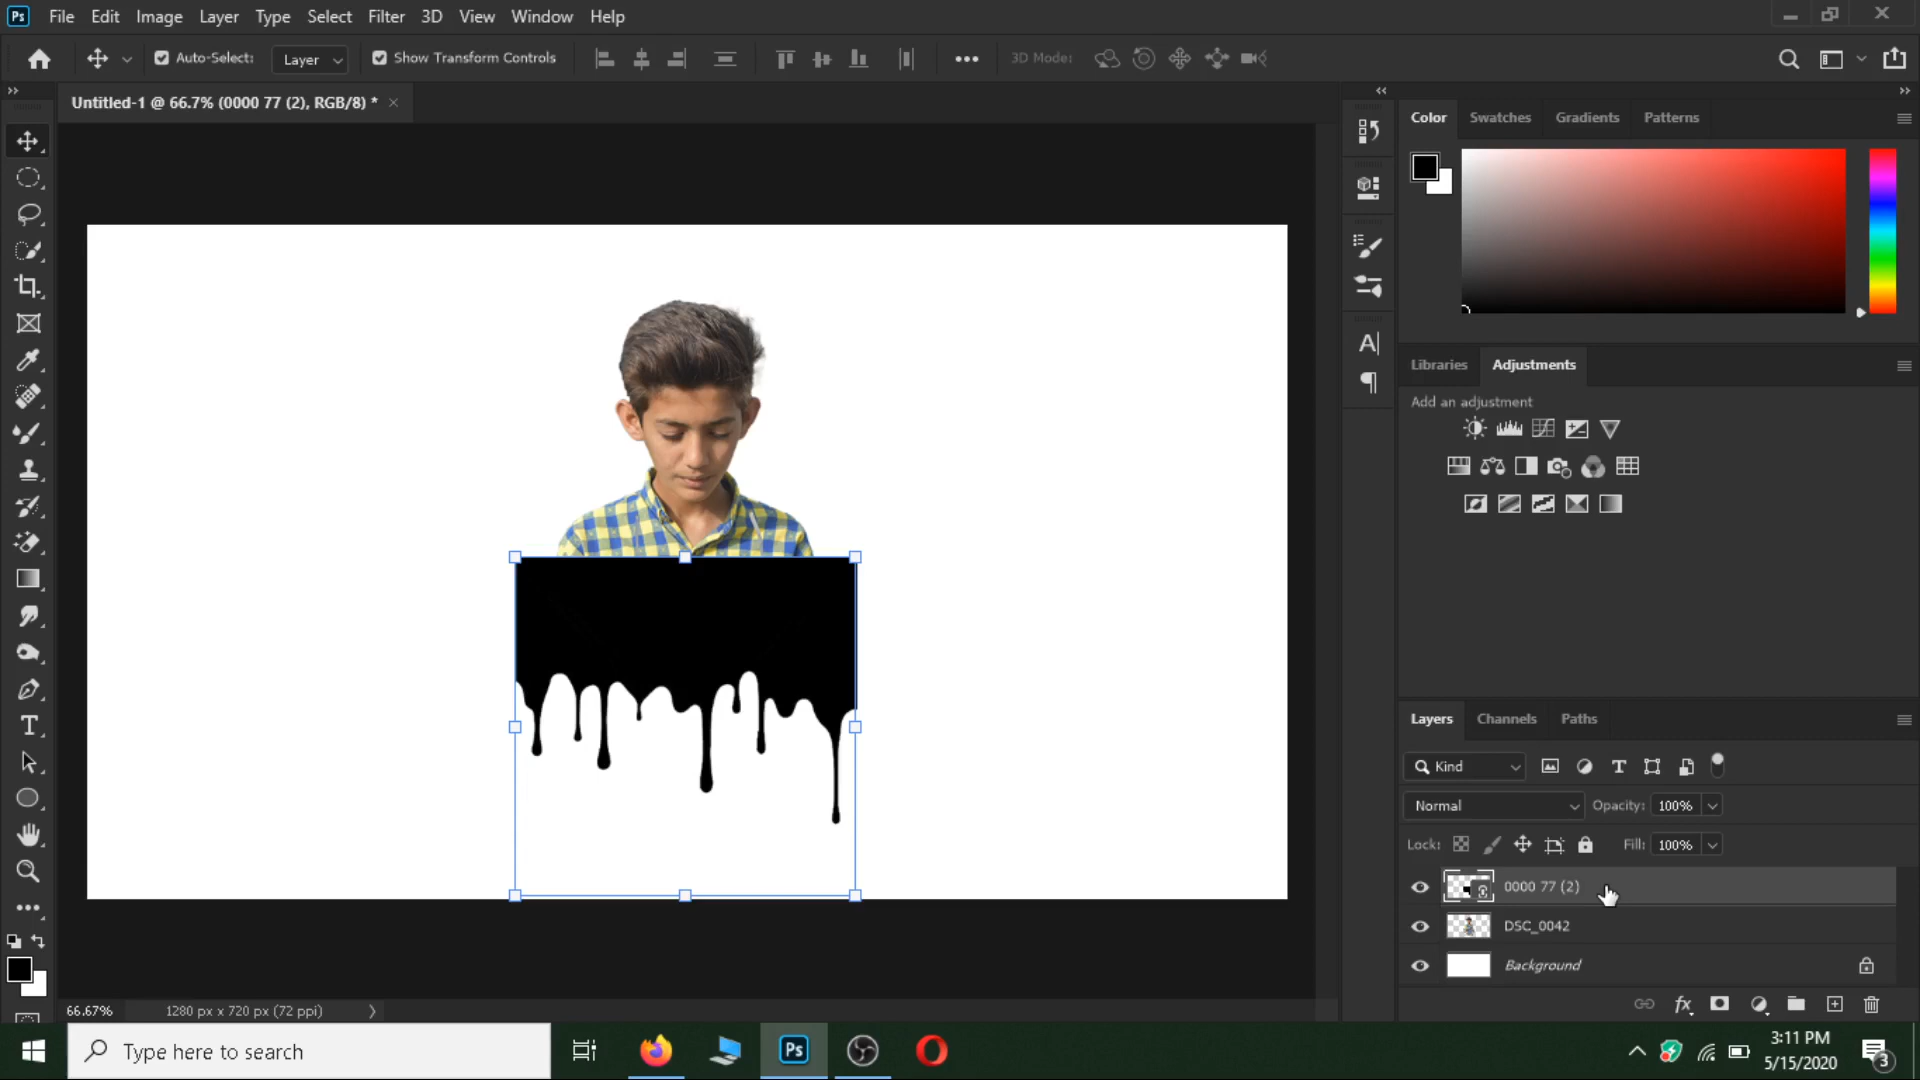 Ps File Edit Image Layer Type Select Filter 3D View Window Help
Auto-Select: Layer Show Transform Controls 3D Mode:
Untitled-1 @ 66.7% (0000 77 (2), RGB/8) *
Color Swatches Gradients Patterns
Libraries Adjustments
Add an adjustment
Layers Channels Paths
Kind
Normal Opacity: 100%
Lock: Fill: 100%
0000 77 (2)
DSC_0042
Background
66.67% 1280 px x 720 px (72 ppi)
Type here to search
Ps
3:11 PM
5/15/2020
3